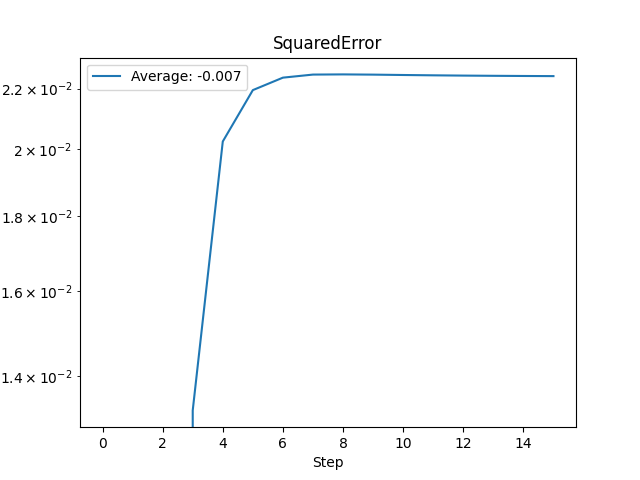 SquaredError
Average: -0.007
2.2 × 10⁻²
2 × 10⁻²
1.8 × 10⁻²
1.6 × 10⁻²
1.4 × 10⁻²
0 2 4 6 8 10 12 14
Step